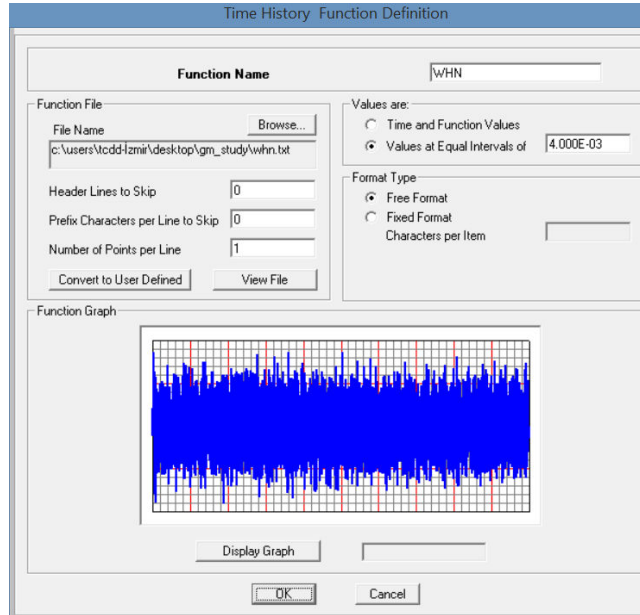 Time History Function Definition
Function Name
WHN
Function File
File Name
Browse...
c:\users\tcdd-Izmir\desktop\gm_study\whn.txt
Header Lines to Skip
0
Prefix Characters per Line to Skip
0
Number of Points per Line
1
Convert to User Defined
View File
Values are:
Time and Function Values
Values at Equal Intervals of
4.000E-03
Format Type
Free Format
Fixed Format
Characters per Item
Function Graph
Display Graph
OK
Cancel